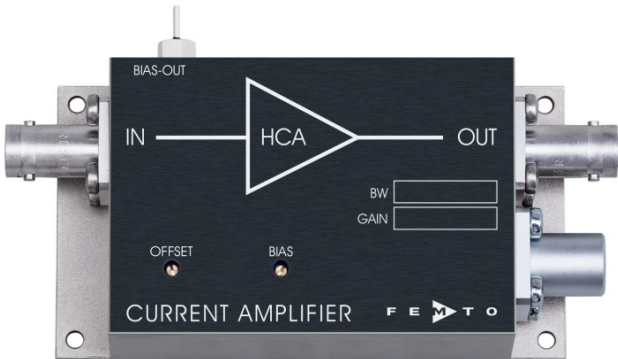 BIAS-OUT
IN HCA OUT
BW
GAIN
OFFSET BIAS
CURRENT AMPLIFIER FEMTO